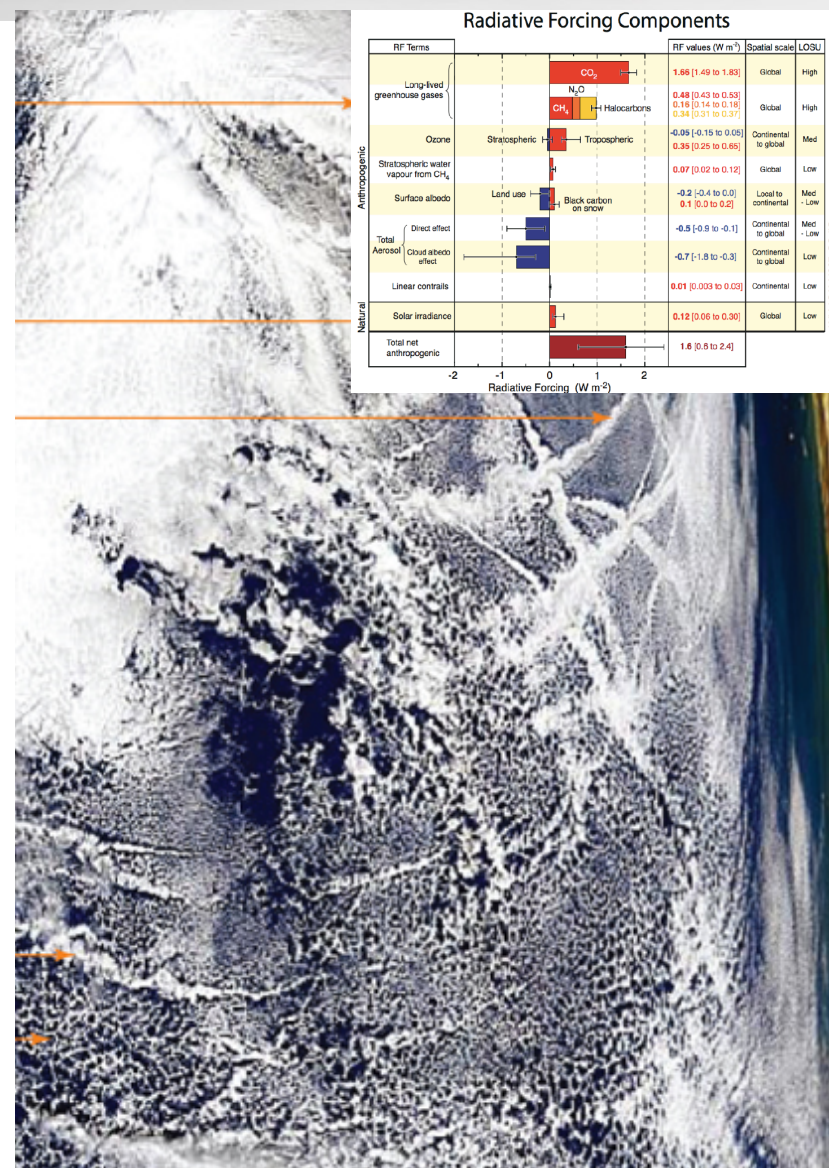 Radiative Forcing Components
RF Terms
RF values (W m⁻²)
Spatial scale
LOSU
Anthropogenic
Long-lived
greenhouse gases
CO₂
1.66 [1.49 to 1.83]
Global
High
N₂O
CH₄
Halocarbons
0.48 [0.43 to 0.53]
0.16 [0.14 to 0.18]
0.34 [0.31 to 0.37]
Global
High
Ozone
Stratospheric
Tropospheric
-0.05 [-0.15 to 0.05]
0.35 [0.25 to 0.65]
Continental
to global
Med
Stratospheric water
vapour from CH₄
0.07 [0.02 to 0.12]
Global
Low
Surface albedo
Land use
Black carbon
on snow
-0.2 [-0.4 to 0.0]
0.1 [0.0 to 0.2]
Local to
continental
Med
- Low
Total
Aerosol
Direct effect
-0.5 [-0.9 to -0.1]
Continental
to global
Med
- Low
Cloud albedo
effect
-0.7 [-1.8 to -0.3]
Continental
to global
Low
Linear contrails
0.01 [0.003 to 0.03]
Continental
Low
Natural
Solar irradiance
0.12 [0.06 to 0.30]
Global
Low
Total net
anthropogenic
1.6 [0.6 to 2.4]
-2 -1 0 1 2
Radiative Forcing (W m⁻²)